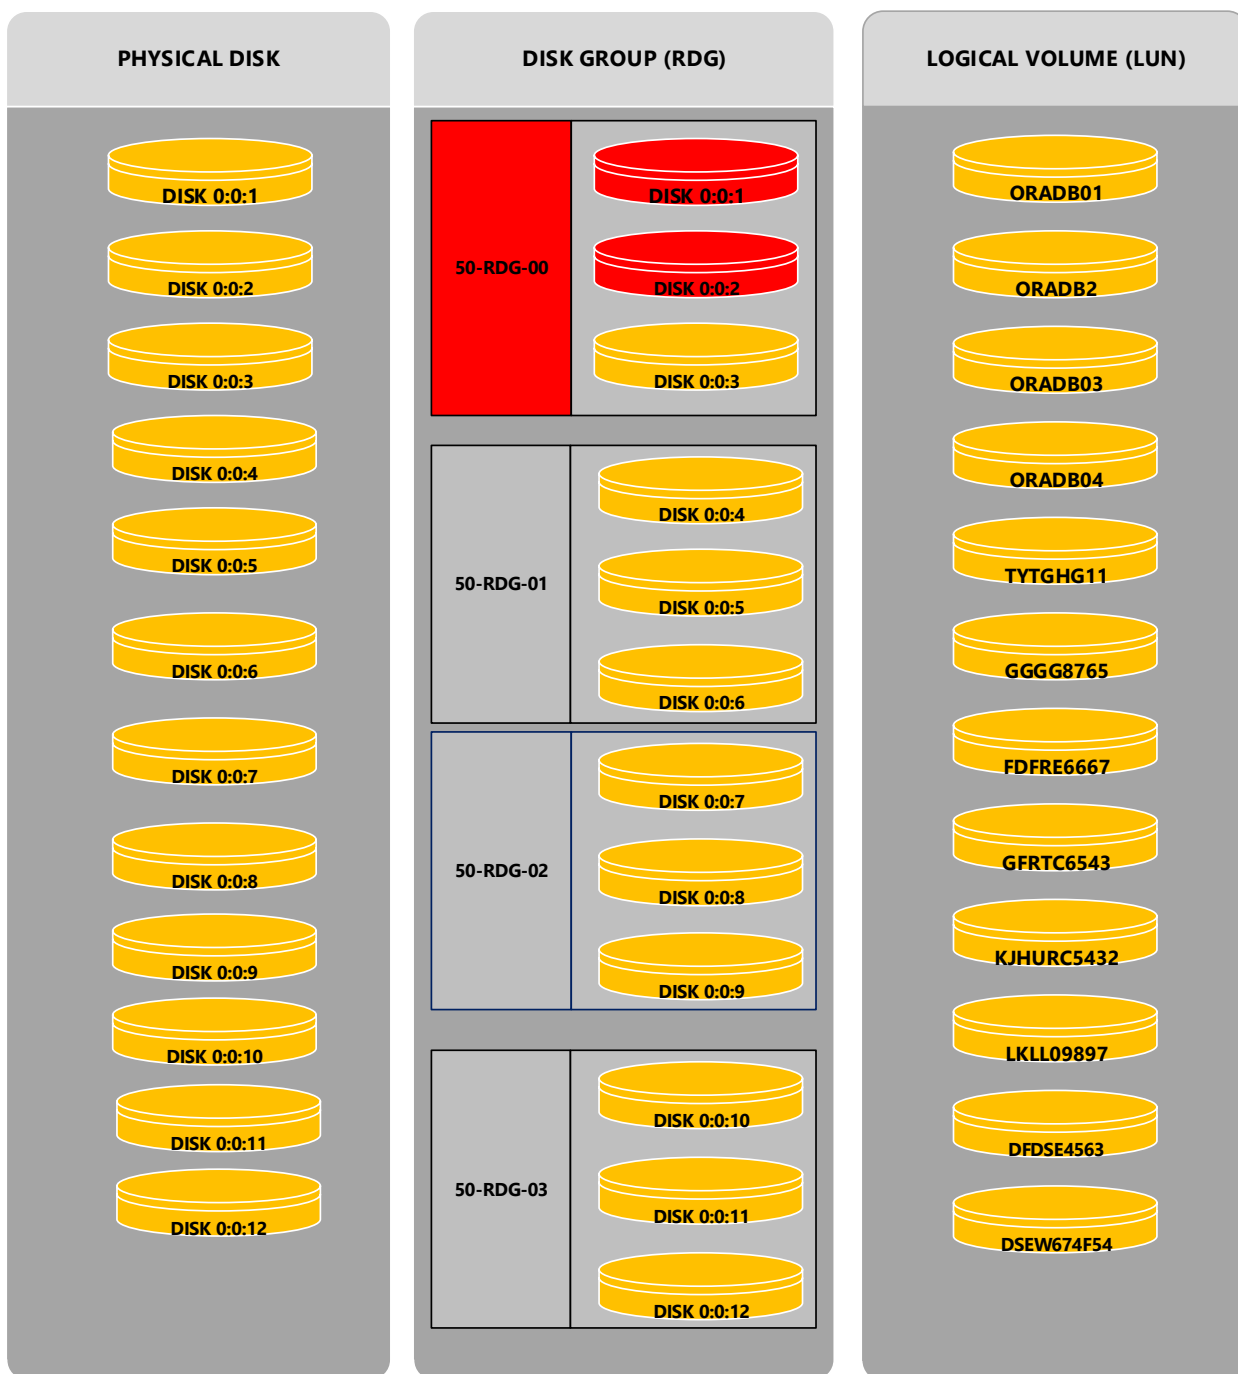 PHYSICAL DISK
DISK 0:0:1
DISK 0:0:2
DISK 0:0:3
DISK 0:0:4
DISK 0:0:5
DISK 0:0:6
DISK 0:0:7
DISK 0:0:8
DISK 0:0:9
DISK 0:0:10
DISK 0:0:11
DISK 0:0:12
DISK GROUP (RDG)
50-RDG-00
DISK 0:0:1
DISK 0:0:2
DISK 0:0:3
50-RDG-01
DISK 0:0:4
DISK 0:0:5
DISK 0:0:6
50-RDG-02
DISK 0:0:7
DISK 0:0:8
DISK 0:0:9
50-RDG-03
DISK 0:0:10
DISK 0:0:11
DISK 0:0:12
LOGICAL VOLUME (LUN)
ORADB01
ORADB2
ORADB03
ORADB04
TYTGHG11
GGGG8765
FDFRE6667
GFRTC6543
KJHURC5432
LKLL09897
DFDSE4563
DSEW674F54